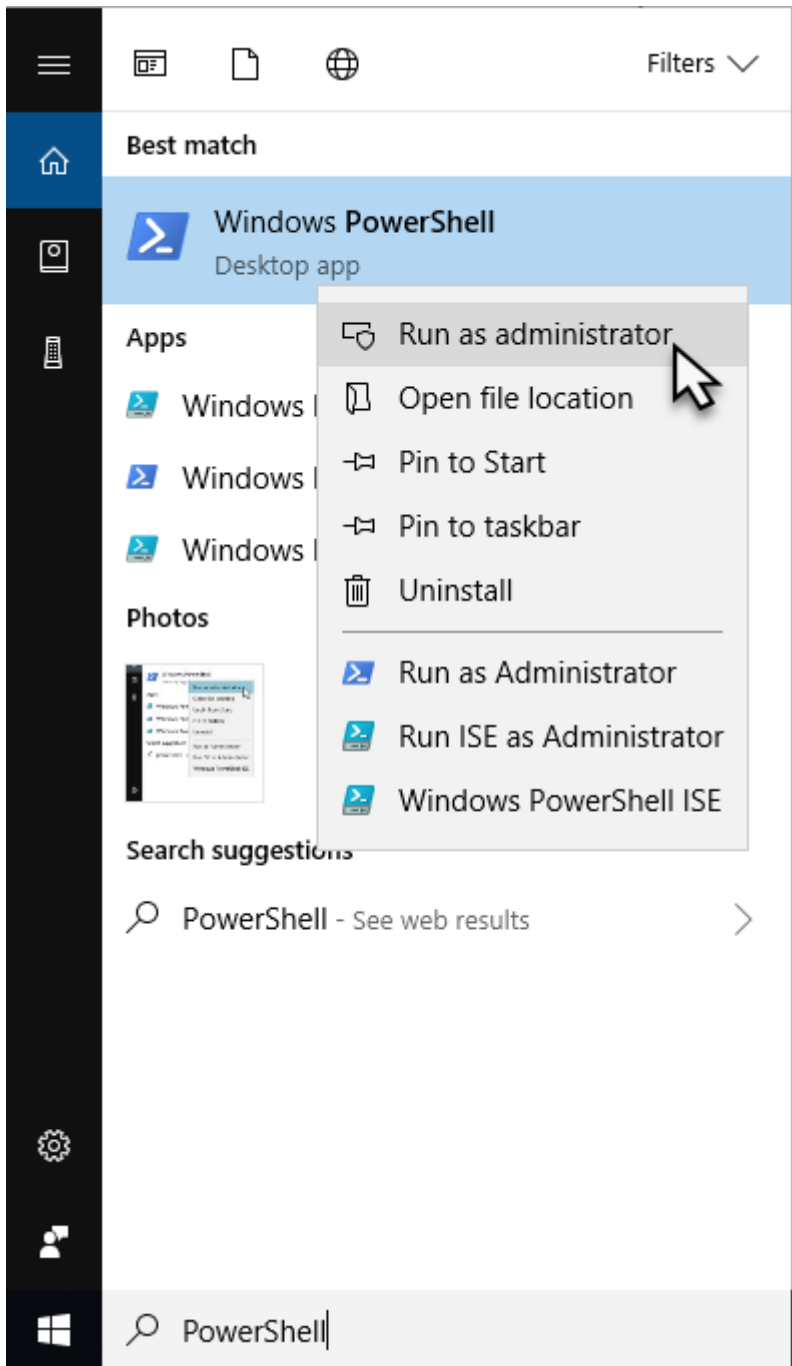 Filters
Best match
Windows PowerShell
Desktop app
Apps
Run as administrator
Windows
Open file location
Windows
Pin to Start
Windows
Pin to taskbar
Uninstall
Photos
Run as Administrator
Run ISE as Administrator
Windows PowerShell ISE
Search suggestions
PowerShell - See web results
PowerShell